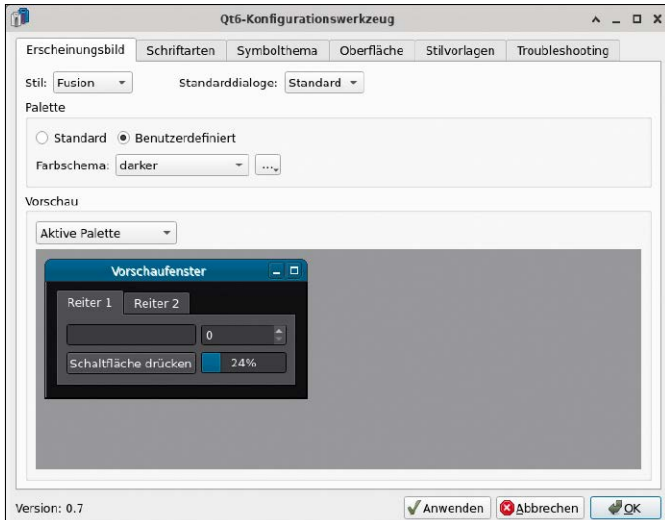 Qt6-Konfigurationswerkzeug
Erscheinungsbild Schriftarten Symbolthema Oberfläche Stilvorlagen Troubleshooting
Stil: Fusion Standarddialoge: Standard
Palette
Standard Benutzerdefiniert
Farbschema: darker ...
Vorschau
Aktive Palette
Vorschaufenster
Reiter 1 Reiter 2
0
Schaltfläche drücken 24%
Version: 0.7 Anwenden Abbrechen OK